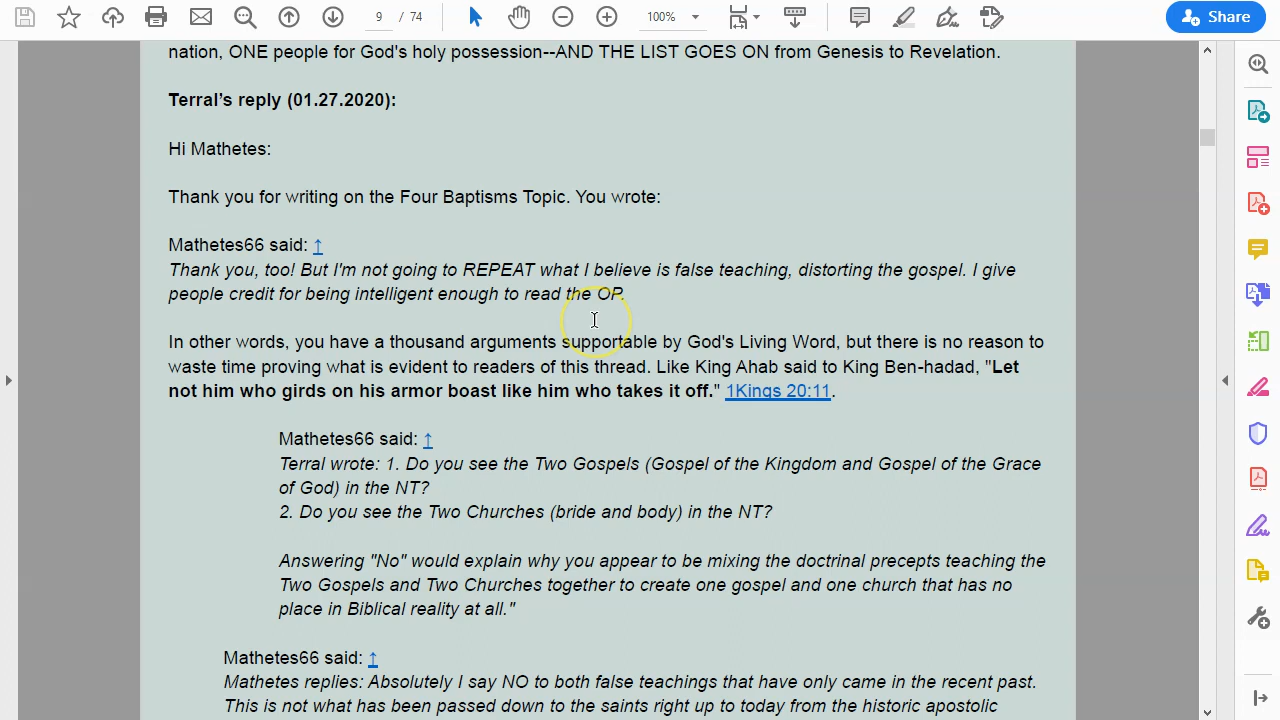 9 / 74
100%
Share
nation, ONE people for God's holy possession--AND THE LIST GOES ON from Genesis to Revelation.
Terral's reply (01.27.2020):
Hi Mathetes:
Thank you for writing on the Four Baptisms Topic. You wrote:
Mathetes66 said: ↑
Thank you, too! But I'm not going to REPEAT what I believe is false teaching, distorting the gospel. I give
people credit for being intelligent enough to read the OP.
In other words, you have a thousand arguments supportable by God's Living Word, but there is no reason to
waste time proving what is evident to readers of this thread. Like King Ahab said to King Ben-hadad, "Let
not him who girds on his armor boast like him who takes it off." 1Kings 20:11.
Mathetes66 said: ↑
Terral wrote: 1. Do you see the Two Gospels (Gospel of the Kingdom and Gospel of the Grace
of God) in the NT?
2. Do you see the Two Churches (bride and body) in the NT?
Answering "No" would explain why you appear to be mixing the doctrinal precepts teaching the
Two Gospels and Two Churches together to create one gospel and one church that has no
place in Biblical reality at all."
Mathetes66 said: ↑
Mathetes replies: Absolutely I say NO to both false teachings that have only came in the recent past.
This is not what has been passed down to the saints right up to today from the historic apostolic